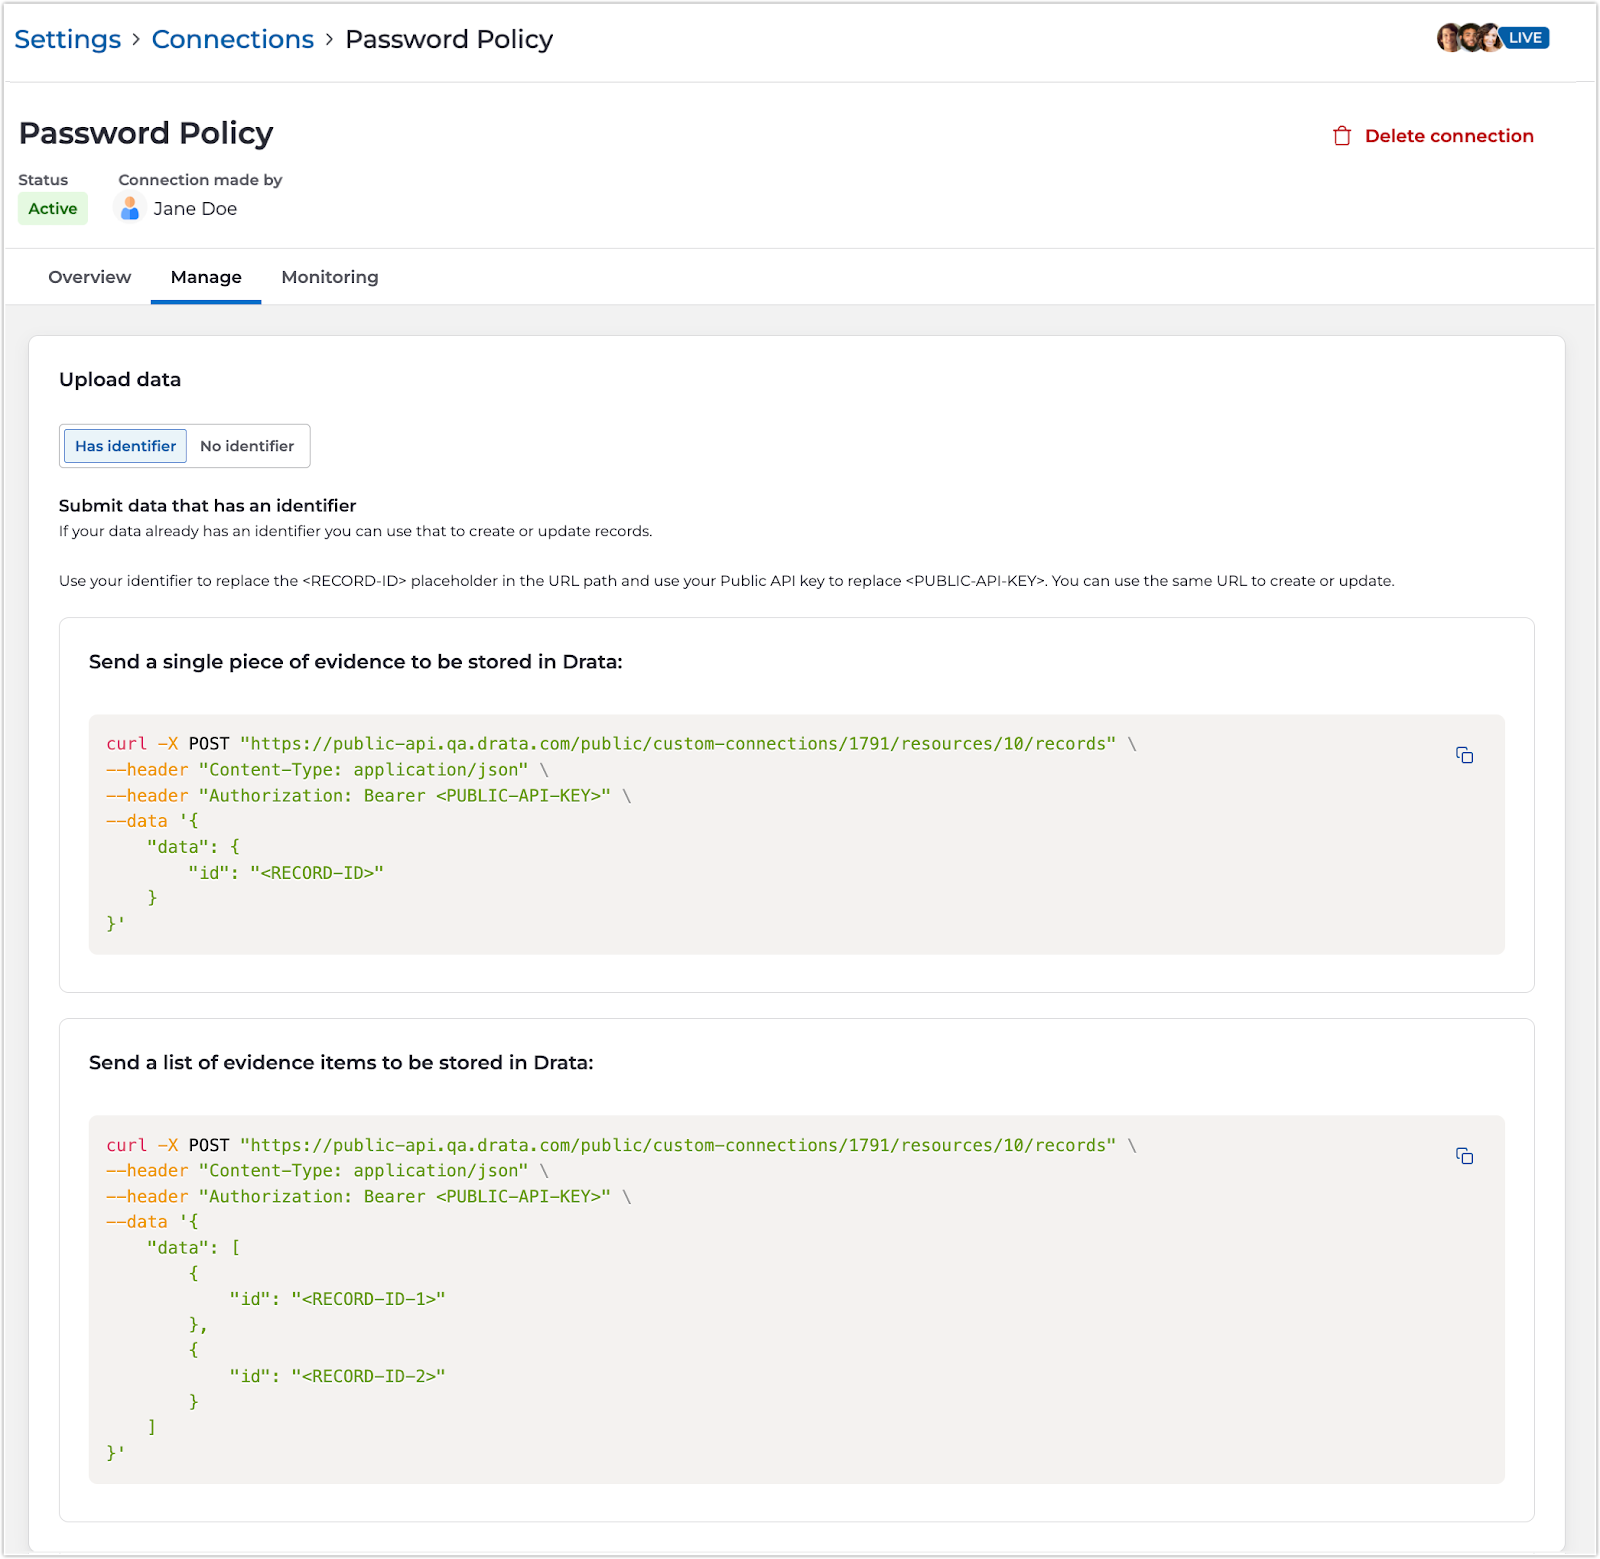 Settings > Connections > Password Policy
LIVE
Password Policy
Delete connection
Status
Connection made by
Active
Jane Doe
Overview
Manage
Monitoring
Upload data
Has identifier
No identifier
Submit data that has an identifier
If your data already has an identifier you can use that to create or update records.
Use your identifier to replace the <RECORD-ID> placeholder in the URL path and use your Public API key to replace <PUBLIC-API-KEY>. You can use the same URL to create or update.
Send a single piece of evidence to be stored in Drata:
curl -X POST "https://public-api.qa.drata.com/public/custom-connections/1791/resources/10/records" \
--header "Content-Type: application/json" \
--header "Authorization: Bearer <PUBLIC-API-KEY>" \
--data '{
    "data": {
        "id": "<RECORD-ID>"
    }
}'
Send a list of evidence items to be stored in Drata:
curl -X POST "https://public-api.qa.drata.com/public/custom-connections/1791/resources/10/records" \
--header "Content-Type: application/json" \
--header "Authorization: Bearer <PUBLIC-API-KEY>" \
--data '{
    "data": [
        {
            "id": "<RECORD-ID-1>"
        },
        {
            "id": "<RECORD-ID-2>"
        }
    ]
}'